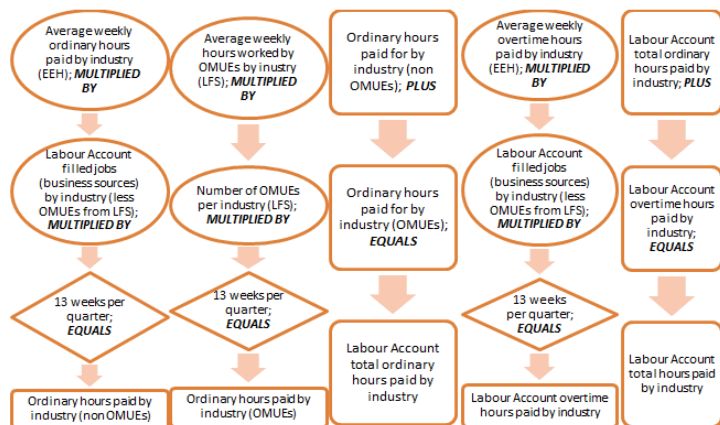 Average weekly
ordinary hours
paid by industry
(EEH); MULTIPLIED
BY
Labour Account
filled jobs
(business sources)
by industry (less
OMUEs from LFS);
MULTIPLIED BY
13 weeks per
quarter;
EQUALS
Ordinary hours paid by
industry (non OMUEs)
Average weekly
hours worked by
OMUEs by inustry
(LFS); MULTIPLIED
BY
Number of OMUEs
per industry (LFS);
MULTIPLIED BY
13 weeks per
quarter;
EQUALS
Ordinary hours paid by
industry (OMUEs)
Ordinary hours
paid for by
industry (non
OMUEs); PLUS
Ordinary hours
paid for by
industry (OMUEs);
EQUALS
Labour Account
total ordinary
hours paid by
industry
Average weekly
overtime hours
paid by industry
(EEH); MULTIPLIED
BY
Labour Account
filled jobs
(business sources)
by industry (less
OMUEs from LFS);
MULTIPLIED BY
13 weeks
per quarter;
EQUALS
Labour Account overtime
hours paid by industry
Labour Account
total ordinary
hours paid by
industry; PLUS
Labour Account
overtime hours
paid by
industry;
EQUALS
Labour Account
total hours paid
by industry